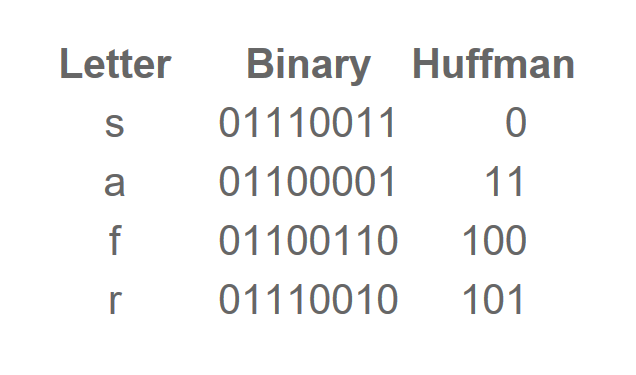 Letter Binary Huffman
s 01110011 0
a 01100001 11
f 01100110 100
r 01110010 101